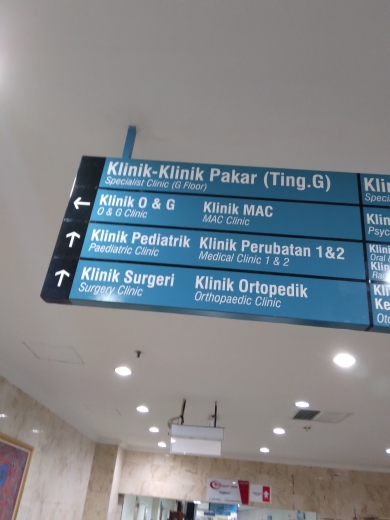 Klinik-Klinik Pakar (Ting.G)
Specialist Clinic (G Floor)
Klinik O & G Klinik MAC
O & G Clinic MAC Clinic
Klinik Pediatrik Klinik Perubatan 1&2
Paediatric Clinic Medical Clinic 1 & 2
Klinik Surgeri Klinik Ortopedik
Surgery Clinic Orthopaedic Clinic